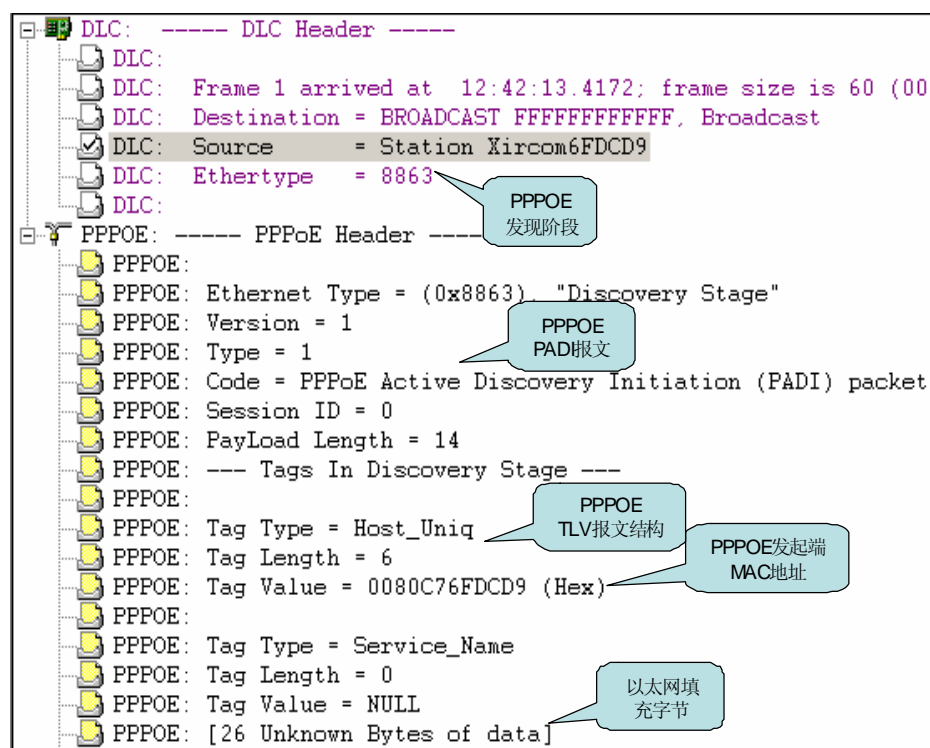 DLC: ----- DLC Header -----
DLC:
DLC: Frame 1 arrived at 12:42:13.4172; frame size is 60 (00
DLC: Destination = BROADCAST FFFFFFFFFFFF, Broadcast
DLC: Source = Station Xircom6FDCD9
DLC: Ethertype = 8863
DLC:
PPPOE
发现阶段
PPPOE: ----- PPPoE Header ----
PPPOE:
PPPOE: Ethernet Type = (0x8863), "Discovery Stage"
PPPOE: Version = 1
PPPOE: Type = 1
PPPOE
PADI报文
PPPOE: Code = PPPoE Active Discovery Initiation (PADI) packet
PPPOE: Session ID = 0
PPPOE: PayLoad Length = 14
PPPOE: --- Tags In Discovery Stage ---
PPPOE:
PPPOE: Tag Type = Host_Uniq
PPPOE
TLV报文结构
PPPOE: Tag Length = 6
PPPOE: Tag Value = 0080C76FDCD9 (Hex)
PPPOE发起端
MAC地址
PPPOE:
PPPOE: Tag Type = Service_Name
PPPOE: Tag Length = 0
PPPOE: Tag Value = NULL
以太网填
充字节
PPPOE: [26 Unknown Bytes of data]